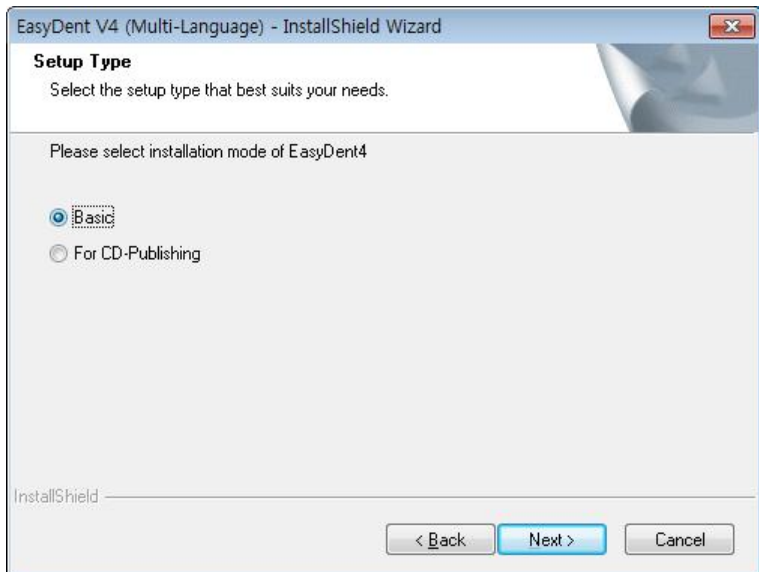 EasyDent V4 (Multi-Language) - InstallShield Wizard
Setup Type
Select the setup type that best suits your needs.
Please select installation mode of EasyDent4
Basic
For CD-Publishing
InstallShield
< Back Next > Cancel